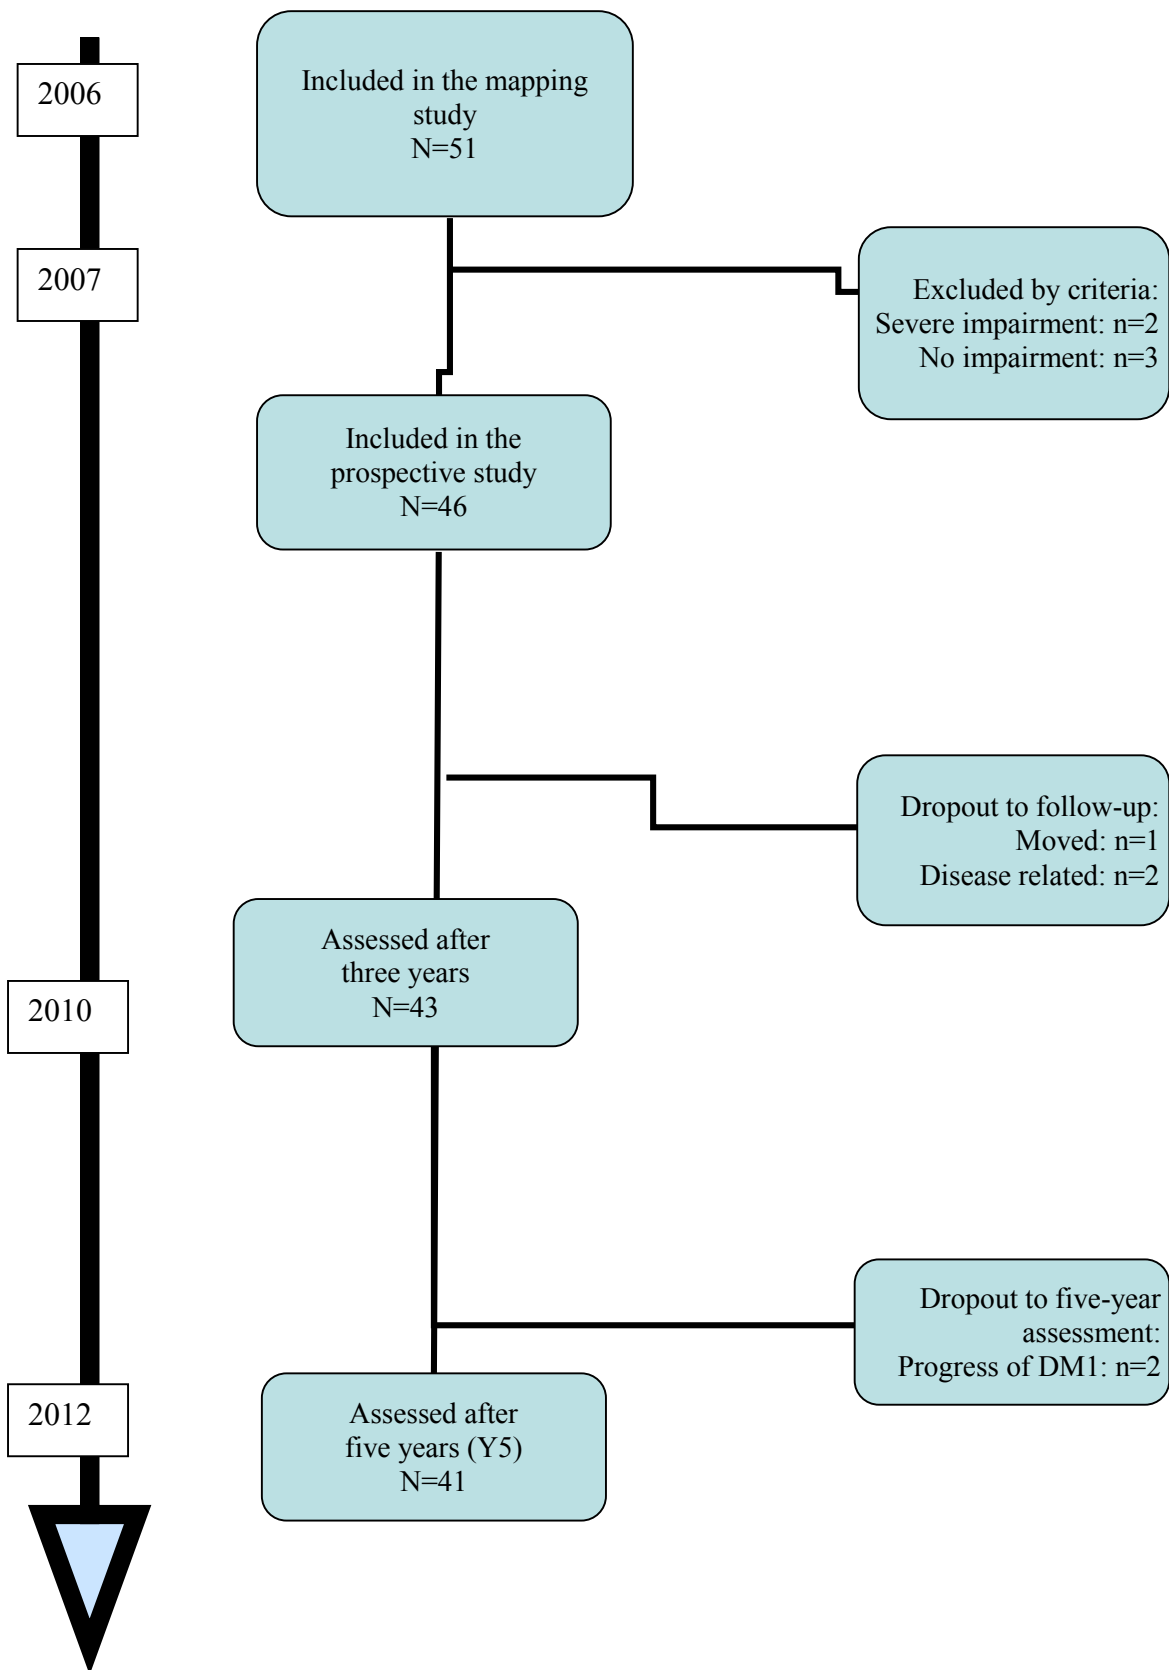 2006
Included in the mapping
study
N=51
2007
Excluded by criteria:
Severe impairment: n=2
No impairment: n=3
Included in the
prospective study
N=46
Dropout to follow-up:
Moved: n=1
Disease related: n=2
Assessed after
three years
N=43
2010
Dropout to five-year
assessment:
Progress of DM1: n=2
2012
Assessed after
five years (Y5)
N=41